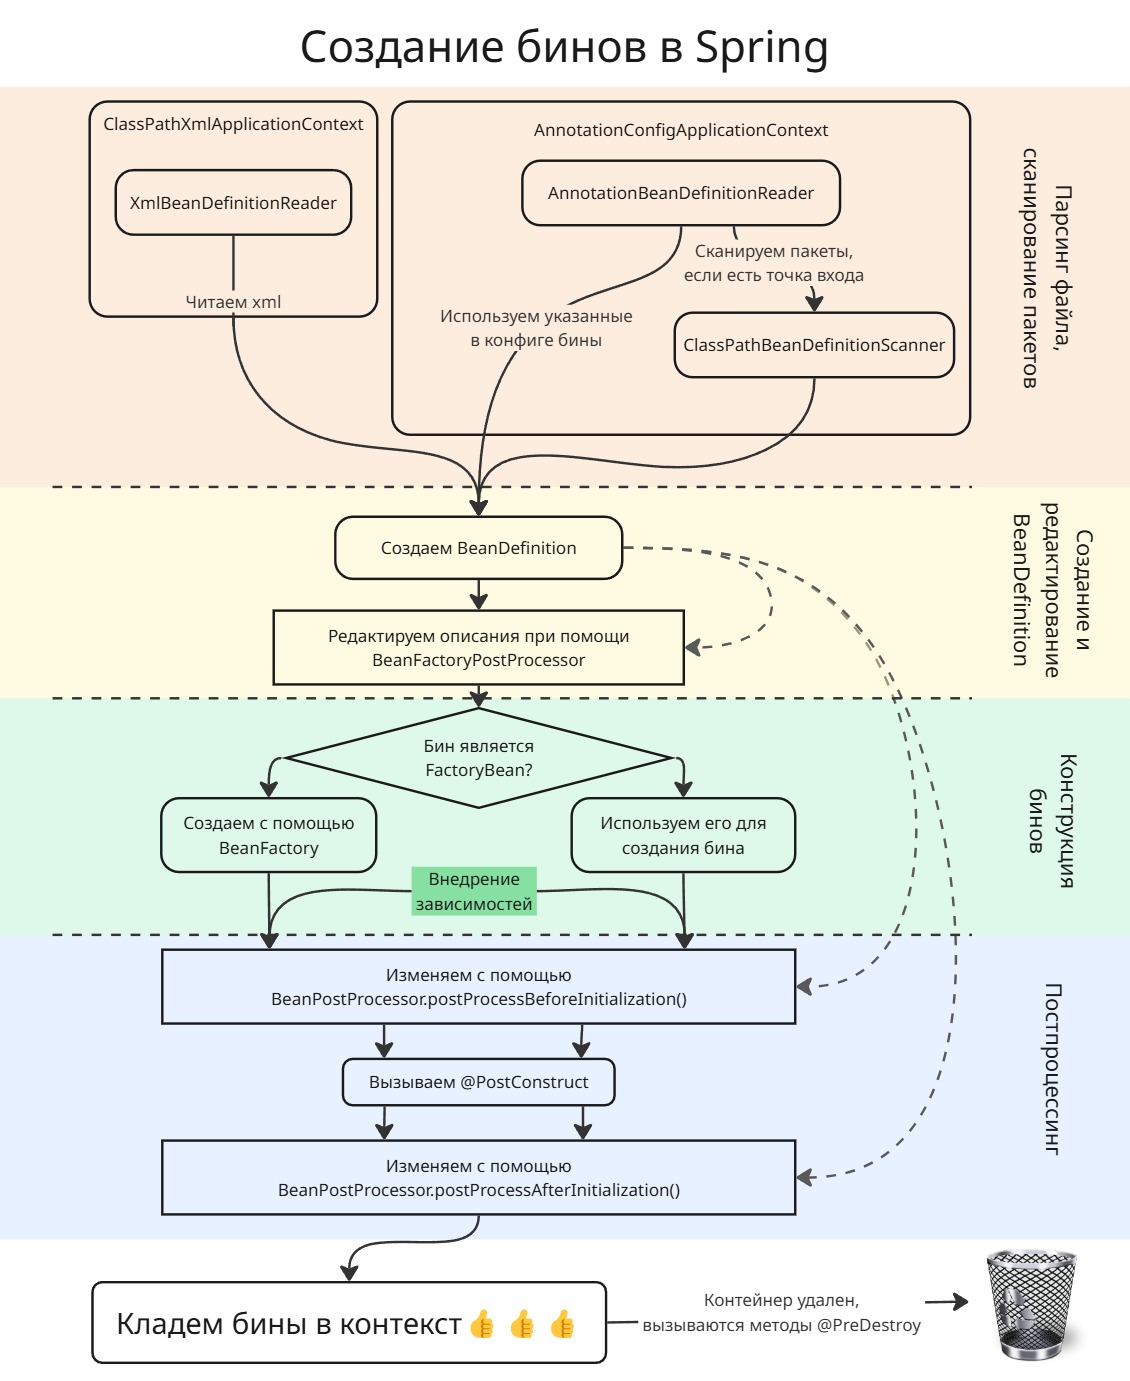 Создание бинов в Spring
ClassPathXmlApplicationContext
XmlBeanDefinitionReader
Читаем xml
AnnotationConfigApplicationContext
AnnotationBeanDefinitionReader
Сканируем пакеты,
если есть точка входа
Используем указанные
в конфиге бины
ClassPathBeanDefinitionScanner
Парсинг файла,
сканирование пакетов
Создаем BeanDefinition
Редактируем описания при помощи
BeanFactoryPostProcessor
Создание и
редактирование
BeanDefinition
Бин является
FactoryBean?
Создаем с помощью
BeanFactory
Используем его для
создания бина
Внедрение
зависимостей
Конструкция
бинов
Изменяем с помощью
BeanPostProcessor.postProcessBeforeInitialization()
Вызываем @PostConstruct
Изменяем с помощью
BeanPostProcessor.postProcessAfterInitialization()
Постпроцессинг
Кладем бины в контекст👍 👍 👍
Контейнер удален,
вызываются методы @PreDestroy